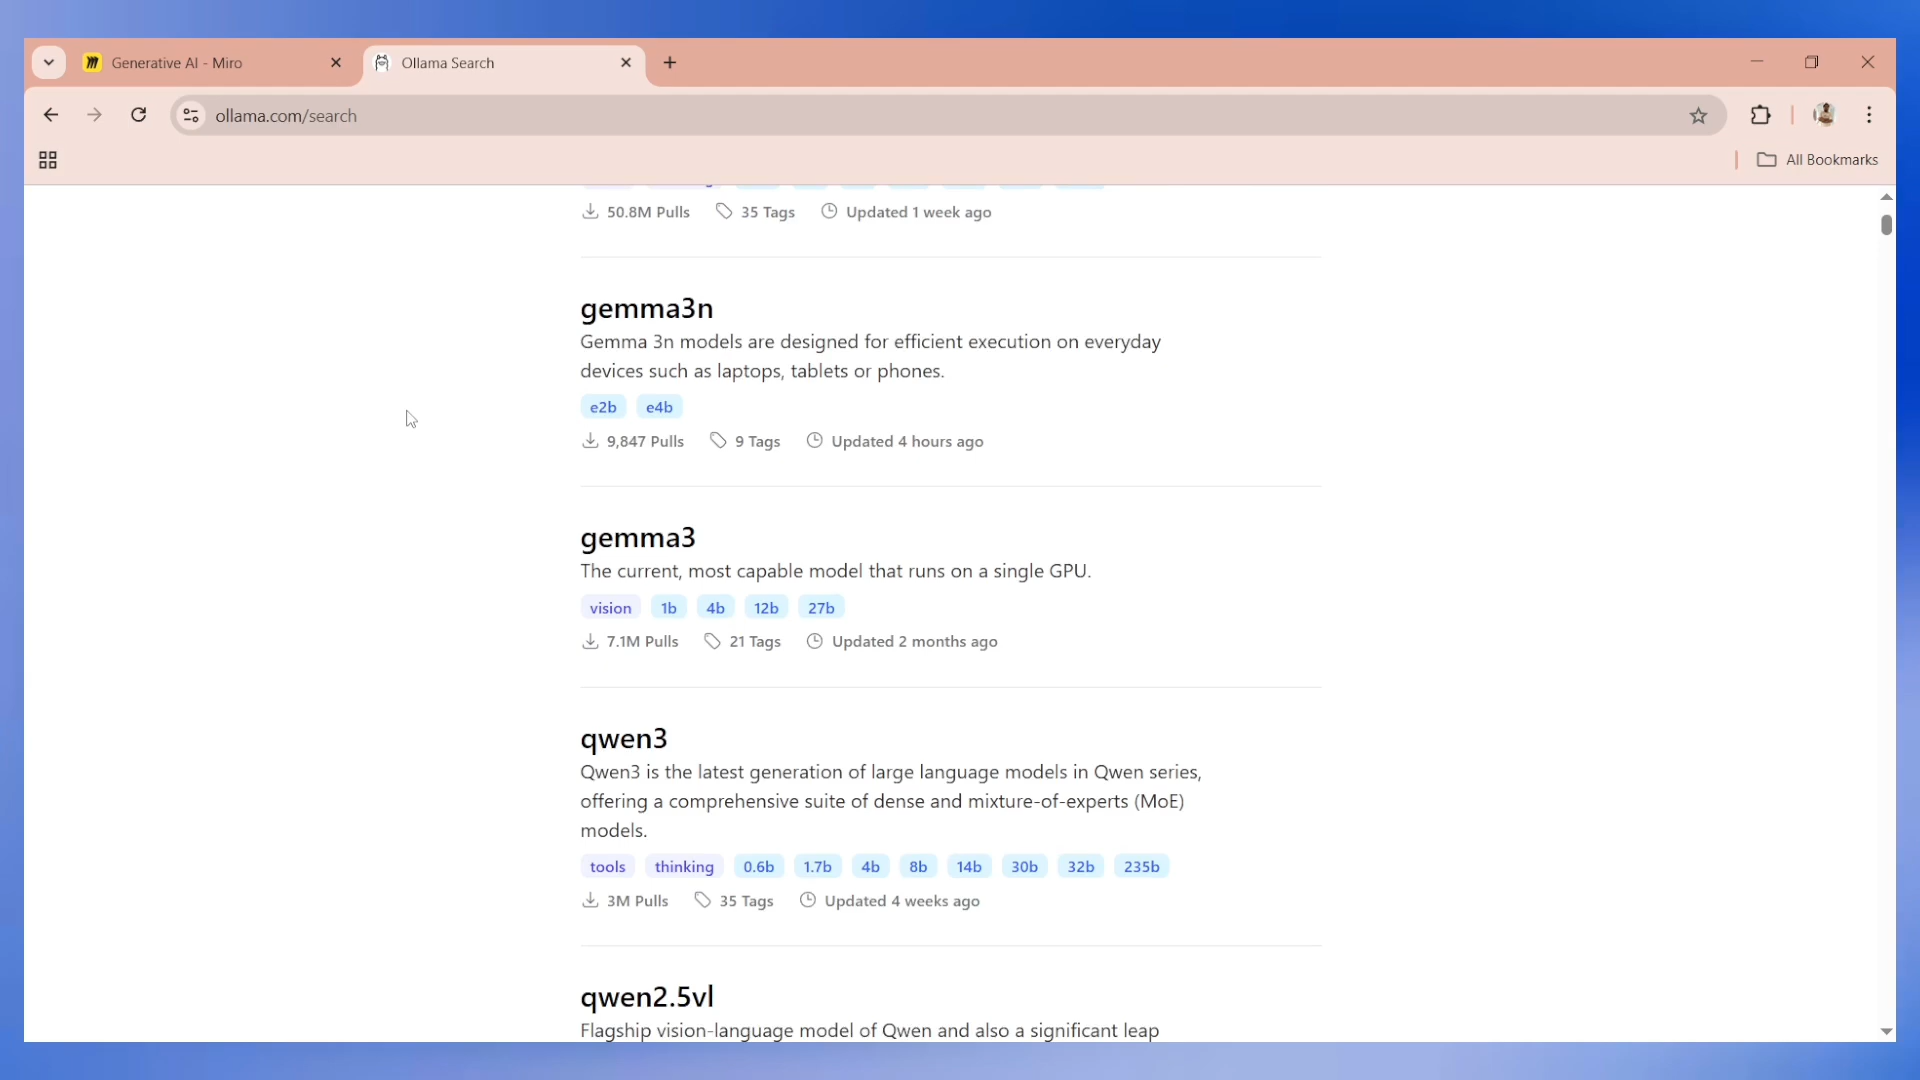 Generative AI - Miro
Ollama Search
ollama.com/search
All Bookmarks
50.8M Pulls 35 Tags Updated 1 week ago
gemma3n
Gemma 3n models are designed for efficient execution on everyday
devices such as laptops, tablets or phones.
e2b e4b
9,847 Pulls 9 Tags Updated 4 hours ago
gemma3
The current, most capable model that runs on a single GPU.
vision 1b 4b 12b 27b
7.1M Pulls 21 Tags Updated 2 months ago
qwen3
Qwen3 is the latest generation of large language models in Qwen series,
offering a comprehensive suite of dense and mixture-of-experts (MoE)
models.
tools thinking 0.6b 1.7b 4b 8b 14b 30b 32b 235b
3M Pulls 35 Tags Updated 4 weeks ago
qwen2.5vl
Flagship vision-language model of Qwen and also a significant leap